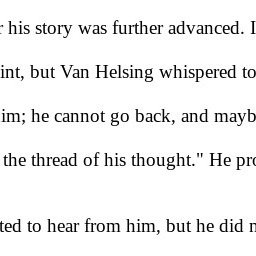 his story was further advanced. I
int, but Van Helsing whispered to
im; he cannot go back, and mayb
the thread of his thought." He pro
ted to hear from him, but he did n